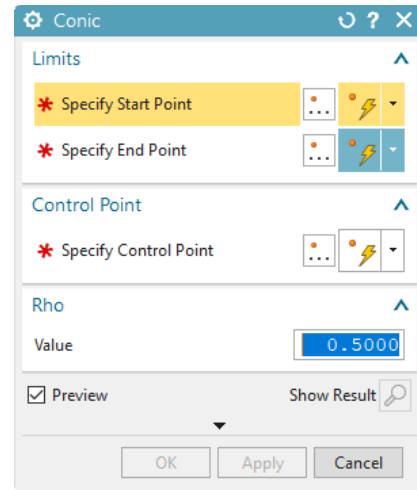 Conic ?
Limits
* Specify Start Point
* Specify End Point
Control Point
* Specify Control Point
Rho
Value 0.5000
Preview Show Result
OK Apply Cancel